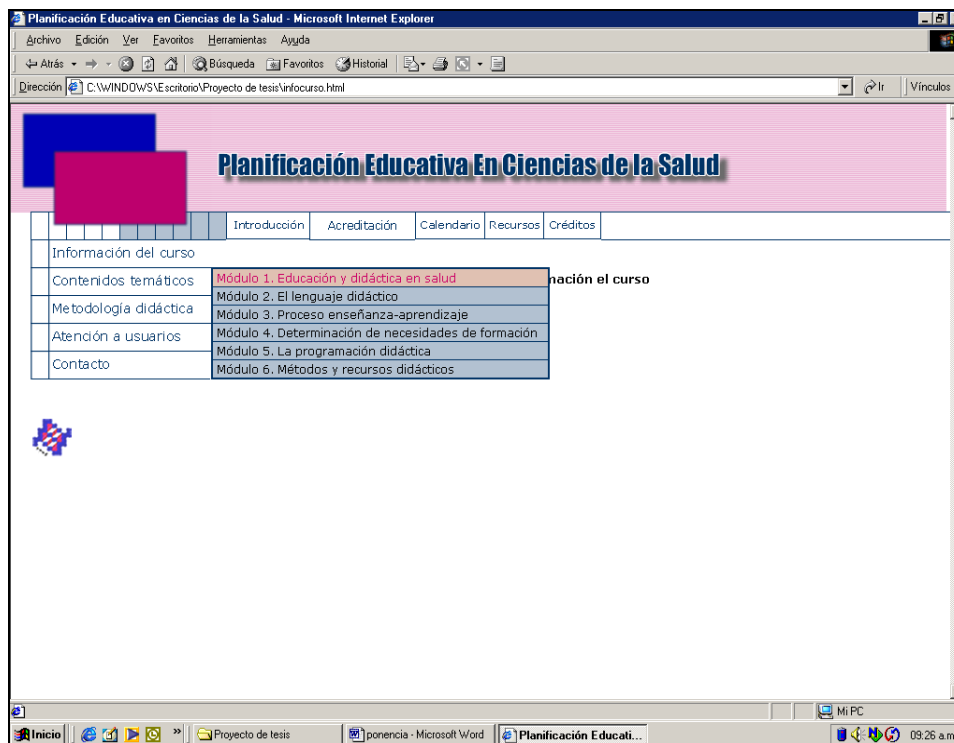 Planificación Educativa en Ciencias de la Salud - Microsoft Internet Explorer
Archivo Edición Ver Favoritos Herramientas Ayuda
Atrás Búsqueda Favoritos Historial
Dirección C:\WINDOWS\Escritorio\Proyecto de tesis\infocurso.html Ir Vínculos
Planificación Educativa En Ciencias de la Salud
Introducción Acreditación Calendario Recursos Créditos
Información del curso
Contenidos temáticos Módulo 1. Educación y didáctica en salud mación el curso
Módulo 2. El lenguaje didáctico
Metodología didáctica Módulo 3. Proceso enseñanza-aprendizaje
Atención a usuarios Módulo 4. Determinación de necesidades de formación
Módulo 5. La programación didáctica
Contacto Módulo 6. Métodos y recursos didácticos
Mi PC
Inicio » Proyecto de tesis ponencia - Microsoft Word Planificación Educati... 09:26 a.m